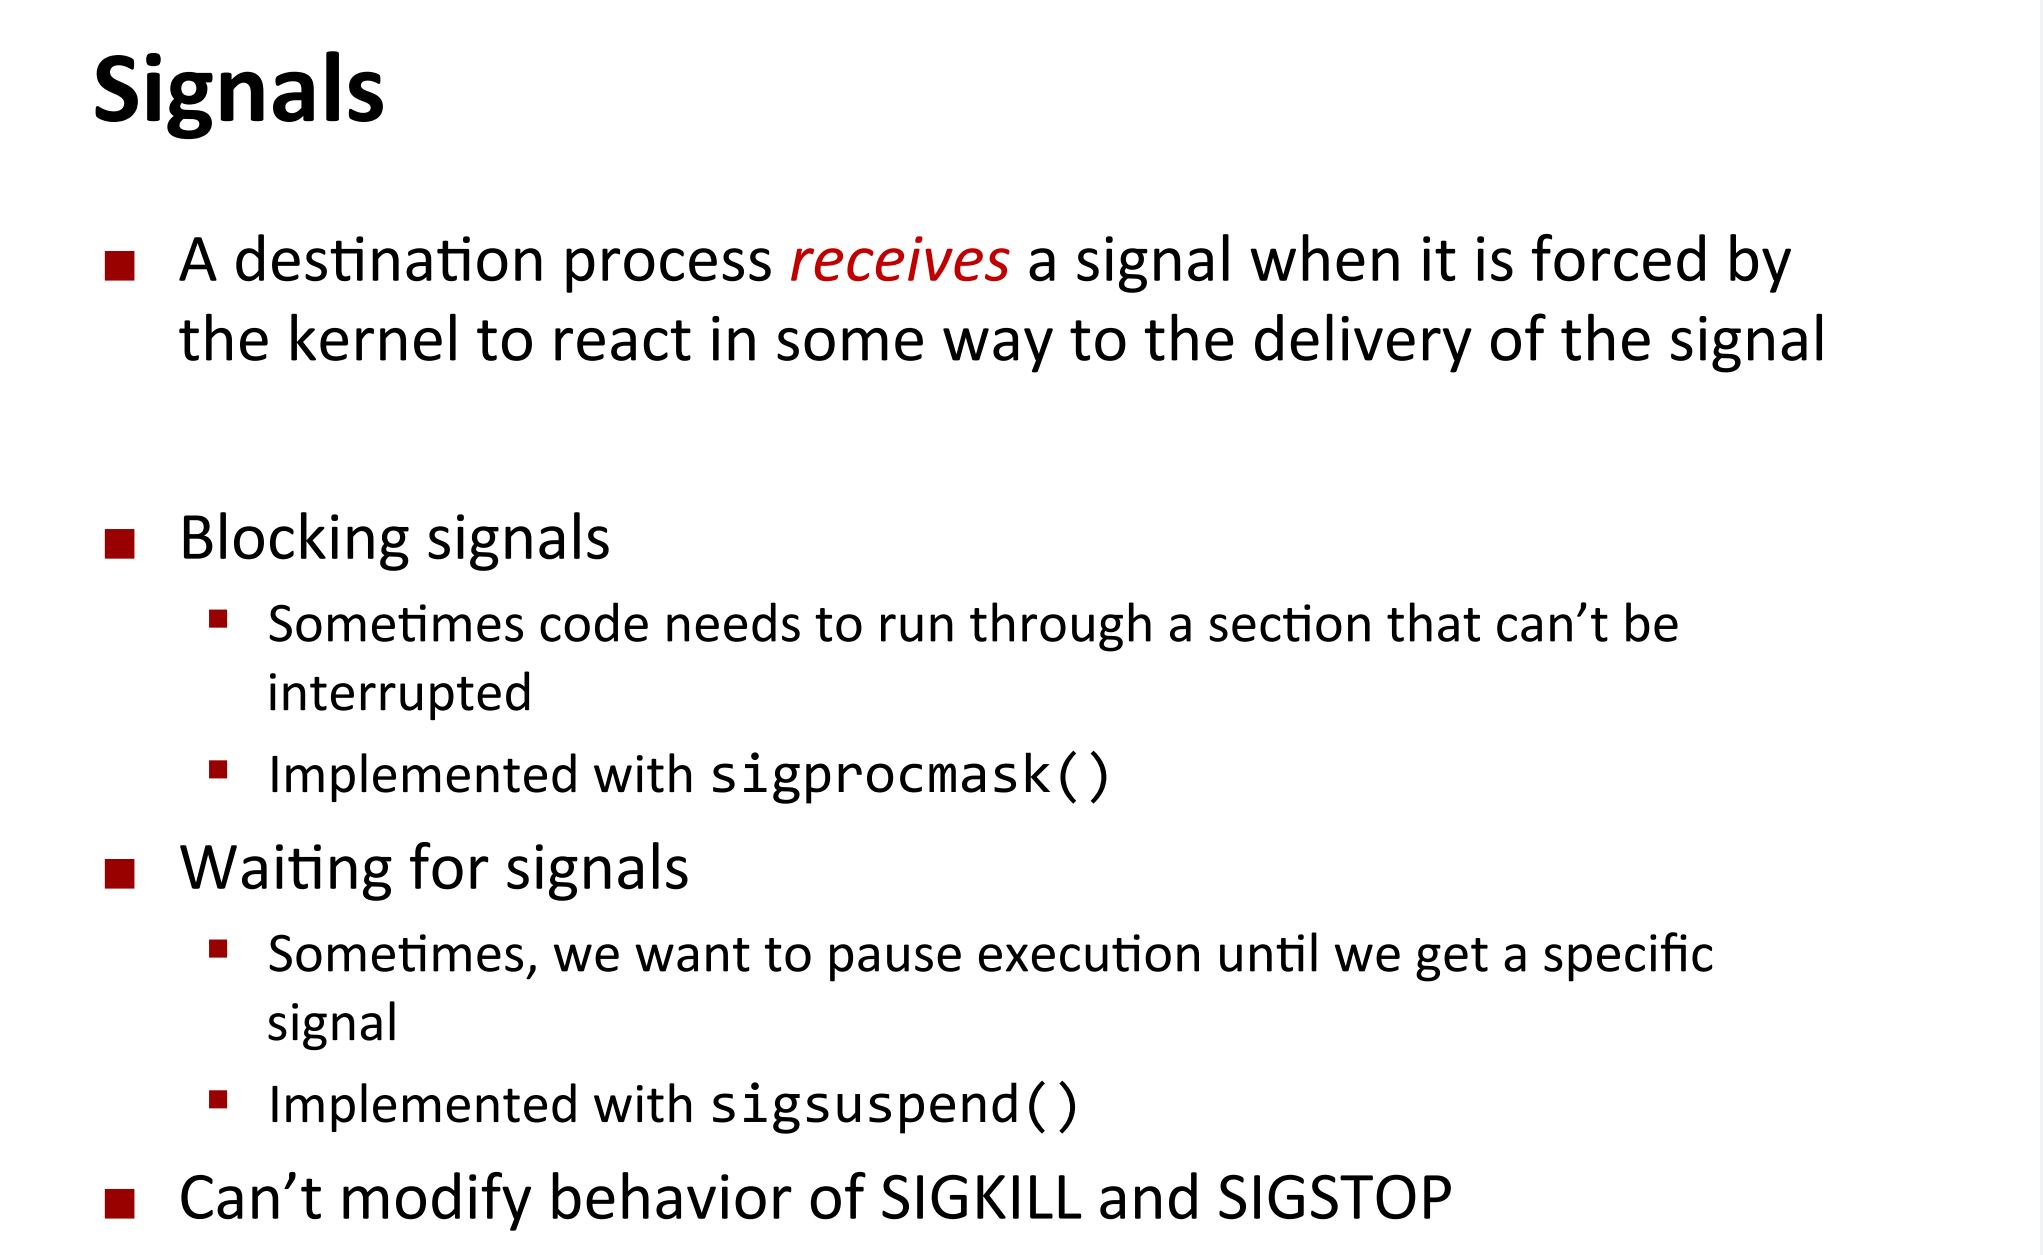 Signals
A destination process receives a signal when it is forced by
the kernel to react in some way to the delivery of the signal
Blocking signals
Sometimes code needs to run through a section that can’t be
interrupted
Implemented with sigprocmask()
Waiting for signals
Sometimes, we want to pause execution until we get a specific
signal
Implemented with sigsuspend()
Can’t modify behavior of SIGKILL and SIGSTOP